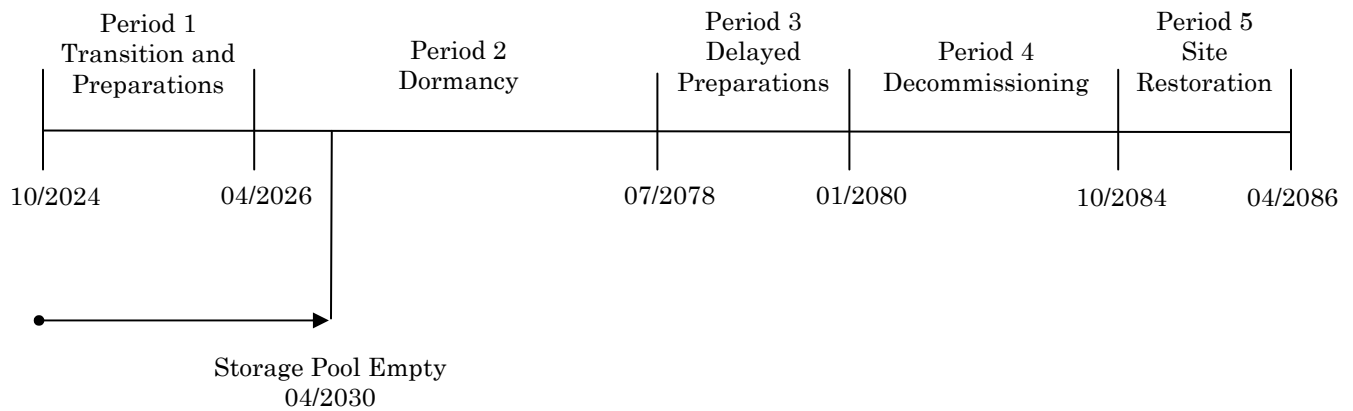 Period 1
Transition and
Preparations
Period 2
Dormancy
Period 3
Delayed
Preparations
Period 4
Decommissioning
Period 5
Site
Restoration
10/2024
04/2026
07/2078
01/2080
10/2084
04/2086
Storage Pool Empty
04/2030